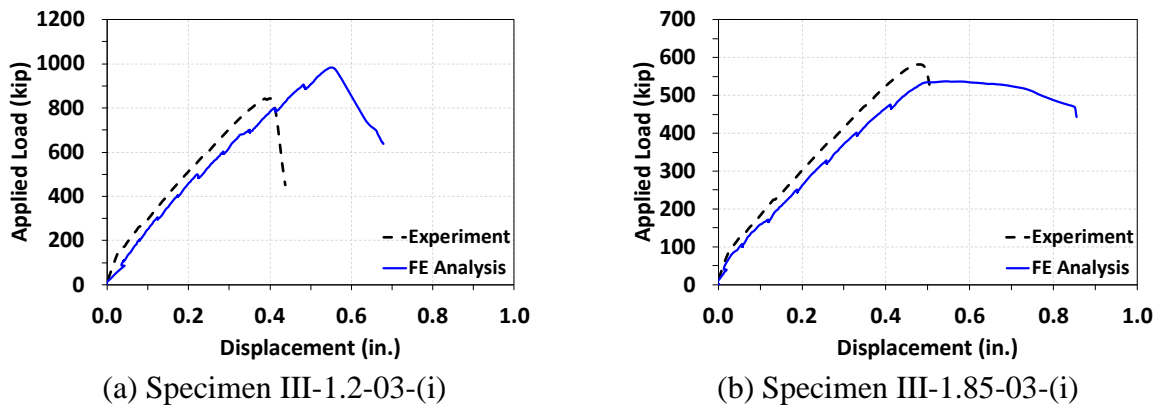 1200
1000
800
600
400
200
0
Applied Load (kip)
Experiment
FE Analysis
0.0 0.2 0.4 0.6 0.8 1.0
Displacement (in.)
(a) Specimen III-1.2-03-(i)
700
600
500
400
300
200
100
0
Applied Load (kip)
Experiment
FE Analysis
0.0 0.2 0.4 0.6 0.8 1.0
Displacement (in.)
(b) Specimen III-1.85-03-(i)